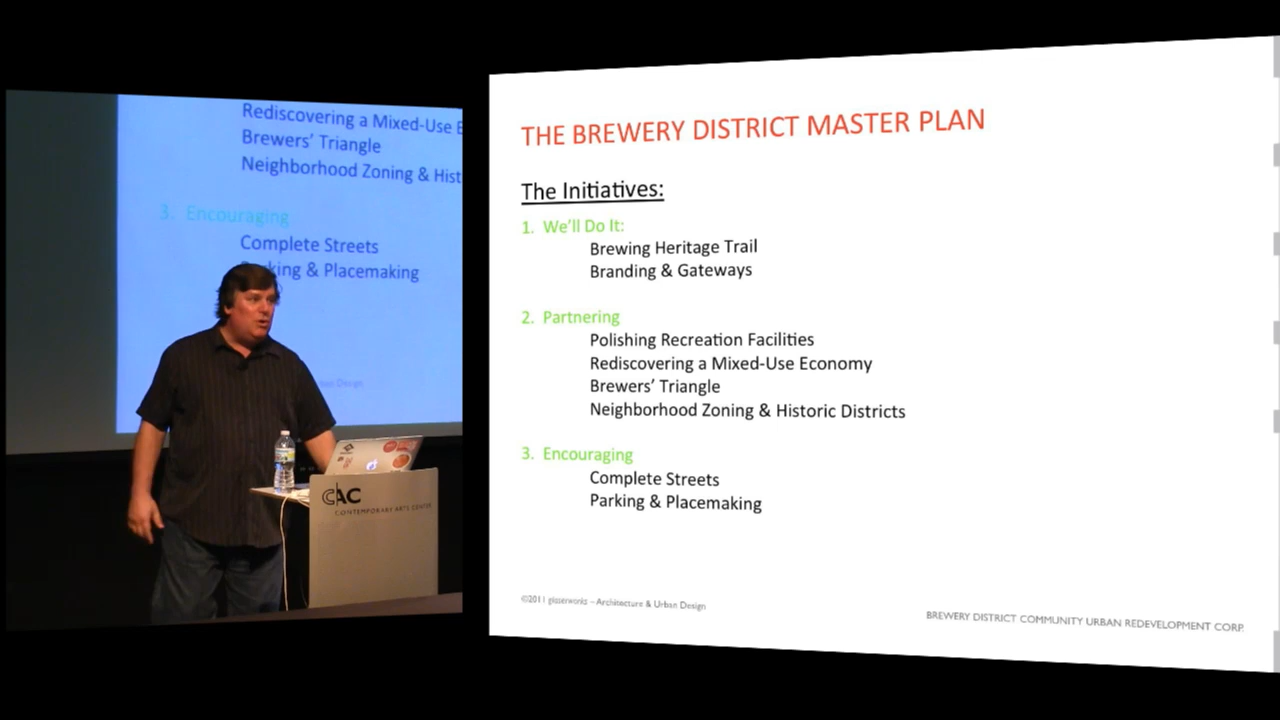 Rediscovering a Mixed-Use E
Brewers' Triangle
Neighborhood Zoning & Hist
3. Encouraging
Complete Streets
Parking & Placemaking
Design
CAC
CONTEMPORARY ARTS CENTER
THE BREWERY DISTRICT MASTER PLAN
The Initiatives:
1. We'll Do It:
Brewing Heritage Trail
Branding & Gateways
2. Partnering
Polishing Recreation Facilities
Rediscovering a Mixed-Use Economy
Brewers' Triangle
Neighborhood Zoning & Historic Districts
3. Encouraging
Complete Streets
Parking & Placemaking
©2011 glaserworks – Architecture & Urban Design
BREWERY DISTRICT COMMUNITY URBAN REDEVELOPMENT CORP.